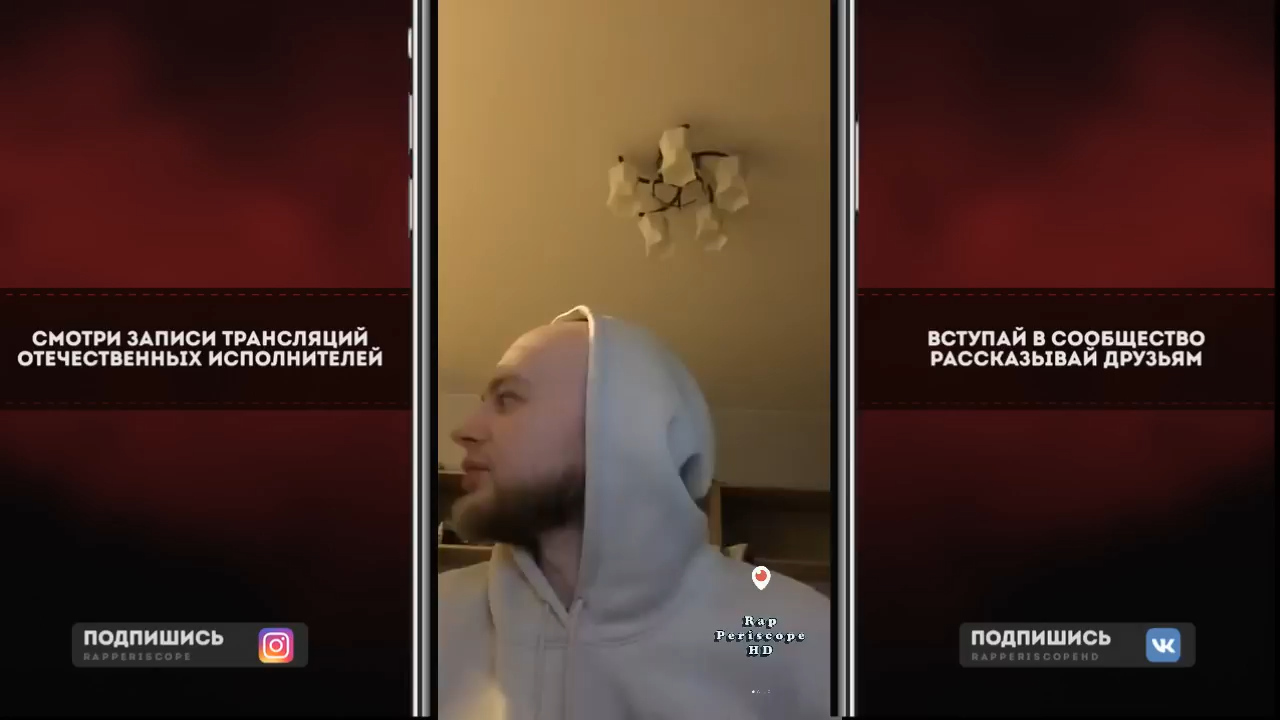 СМОТРИ ЗАПИСИ ТРАНСЛЯЦИЙ
ОТЕЧЕСТВЕННЫХ ИСПОЛНИТЕЛЕЙ
ВСТУПАЙ В СООБЩЕСТВО
РАССКАЗЫВАЙ ДРУЗЬЯМ
Rap
Periscope
HD
ПОДПИШИСЬ
RAPPERISCOPE
ПОДПИШИСЬ
RAPPERISCOPEHD